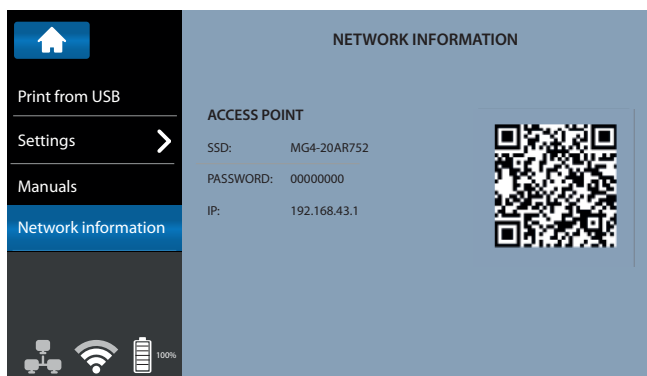 NETWORK INFORMATION
Print from USB
Settings
Manuals
Network information
100%
ACCESS POINT
SSD: MG4-20AR752
PASSWORD: 00000000
IP: 192.168.43.1